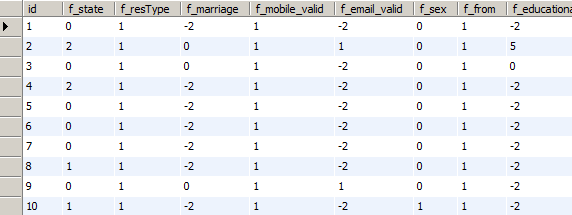 id f_state f_resType f_marriage f_mobile_valid f_email_valid f_sex f_from f_educationa
1 0 1 -2 1 -2 0 1 -2
2 2 1 0 1 1 0 1 5
3 0 1 0 1 -2 0 1 0
4 2 1 -2 1 -2 0 1 -2
5 0 1 -2 1 -2 0 1 -2
6 0 1 -2 1 -2 0 1 -2
7 0 1 -2 1 -2 0 1 -2
8 1 1 -2 1 -2 0 1 -2
9 0 1 0 1 1 0 1 -2
10 1 1 -2 1 -2 1 1 -2